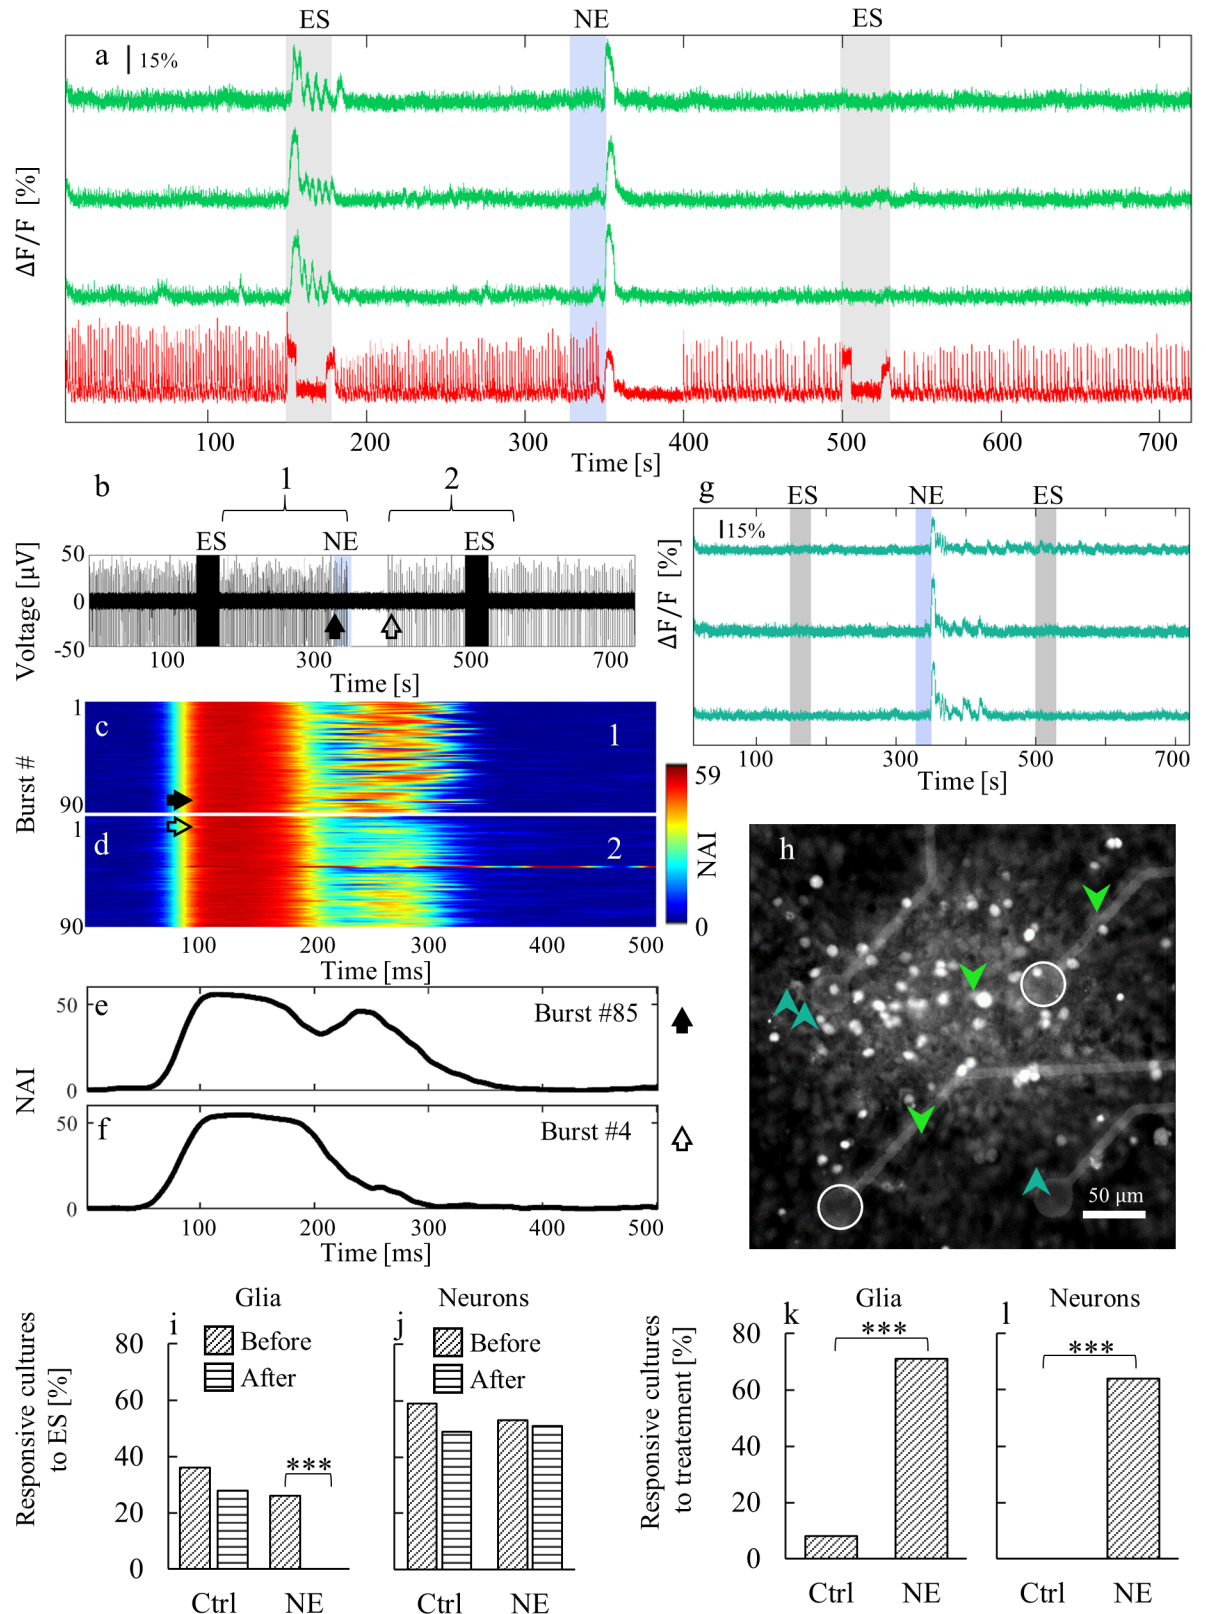 ES NE ES
a 15%
ΔF/F [%]
100 200 300 400 500 600 700
Time [s]
b 1 2
ES NE ES
Voltage [µV]
50
0
-50
100 300 500 700
Time [s]
g ES NE ES
15%
ΔF/F [%]
100 300 500 700
Time [s]
Burst #
1
c 1
90
1
d 2
90
59
NAI
0
100 200 300 400 500
Time [ms]
h
50 µm
NAI
50
e Burst #85
0
50
f Burst #4
0
100 200 300 400 500
Time [ms]
Responsive cultures
to ES [%]
Glia
i
Before
After
80
60
40
20
0
***
Ctrl NE
Neurons
j
Before
After
Ctrl NE
Responsive cultures
to treatement [%]
Glia
k
80
60
40
20
0
***
Ctrl NE
Neurons
l
***
Ctrl NE